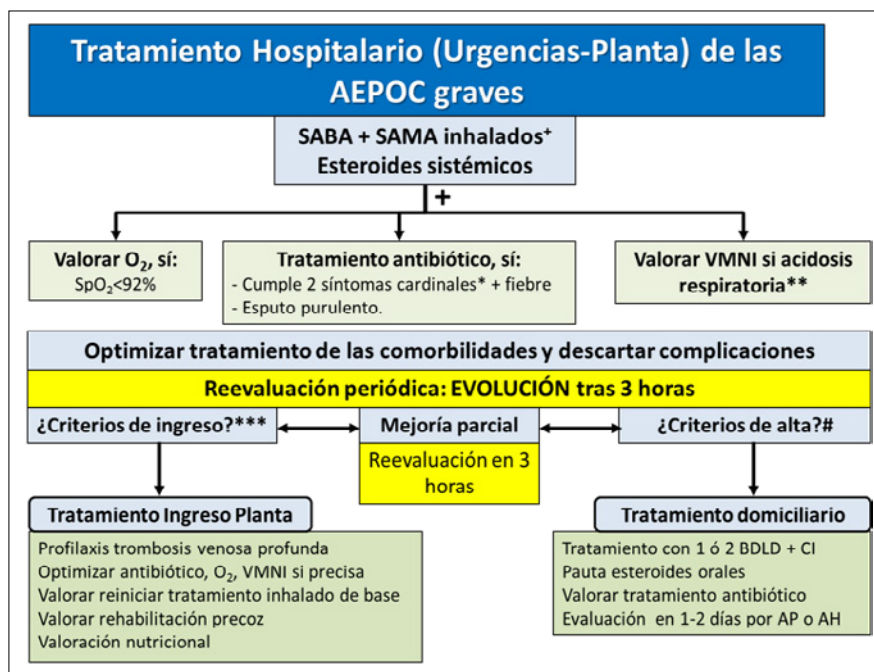 Tratamiento Hospitalario (Urgencias-Planta) de las
AEPOC graves
SABA + SAMA inhalados⁺
Esteroides sistémicos
+
Valorar O₂, sí:
SpO₂<92%
Tratamiento antibiótico, sí:
- Cumple 2 síntomas cardinales* + fiebre
- Esputo purulento.
Valorar VMNI si acidosis
respiratoria**
Optimizar tratamiento de las comorbilidades y descartar complicaciones
Reevaluación periódica: EVOLUCIÓN tras 3 horas
¿Criterios de ingreso?***
Mejoría parcial
¿Criterios de alta?#
Reevaluación en 3
horas
Tratamiento Ingreso Planta
Profilaxis trombosis venosa profunda
Optimizar antibiótico, O₂, VMNI si precisa
Valorar reiniciar tratamiento inhalado de base
Valorar rehabilitación precoz
Valoración nutricional
Tratamiento domiciliario
Tratamiento con 1 ó 2 BDLD + CI
Pauta esteroides orales
Valorar tratamiento antibiótico
Evaluación en 1-2 días por AP o AH